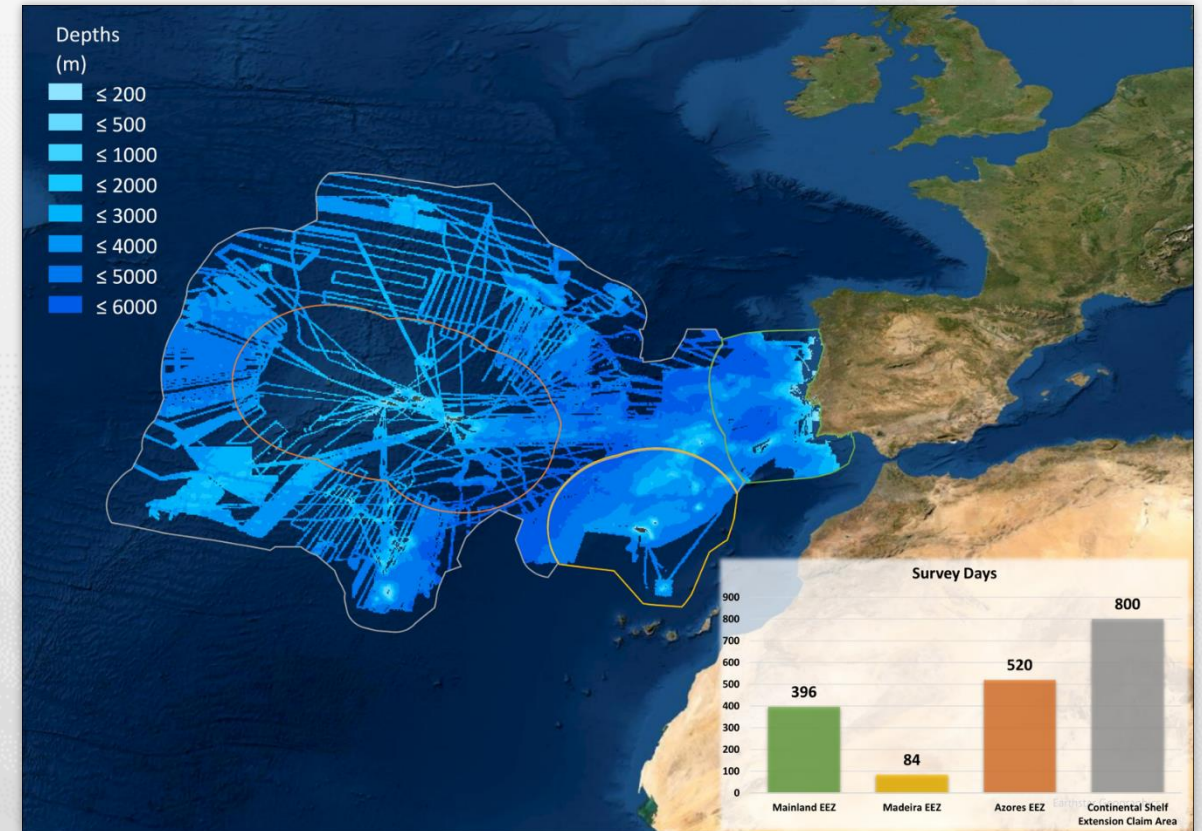 Depths
(m)
≤ 200
≤ 500
≤ 1000
≤ 2000
≤ 3000
≤ 4000
≤ 5000
≤ 6000
Survey Days
900
800
700
600
500
400
300
200
100
0
396
84
520
800
Mainland EEZ
Madeira EEZ
Azores EEZ
Continental Shelf
Extension Claim Area